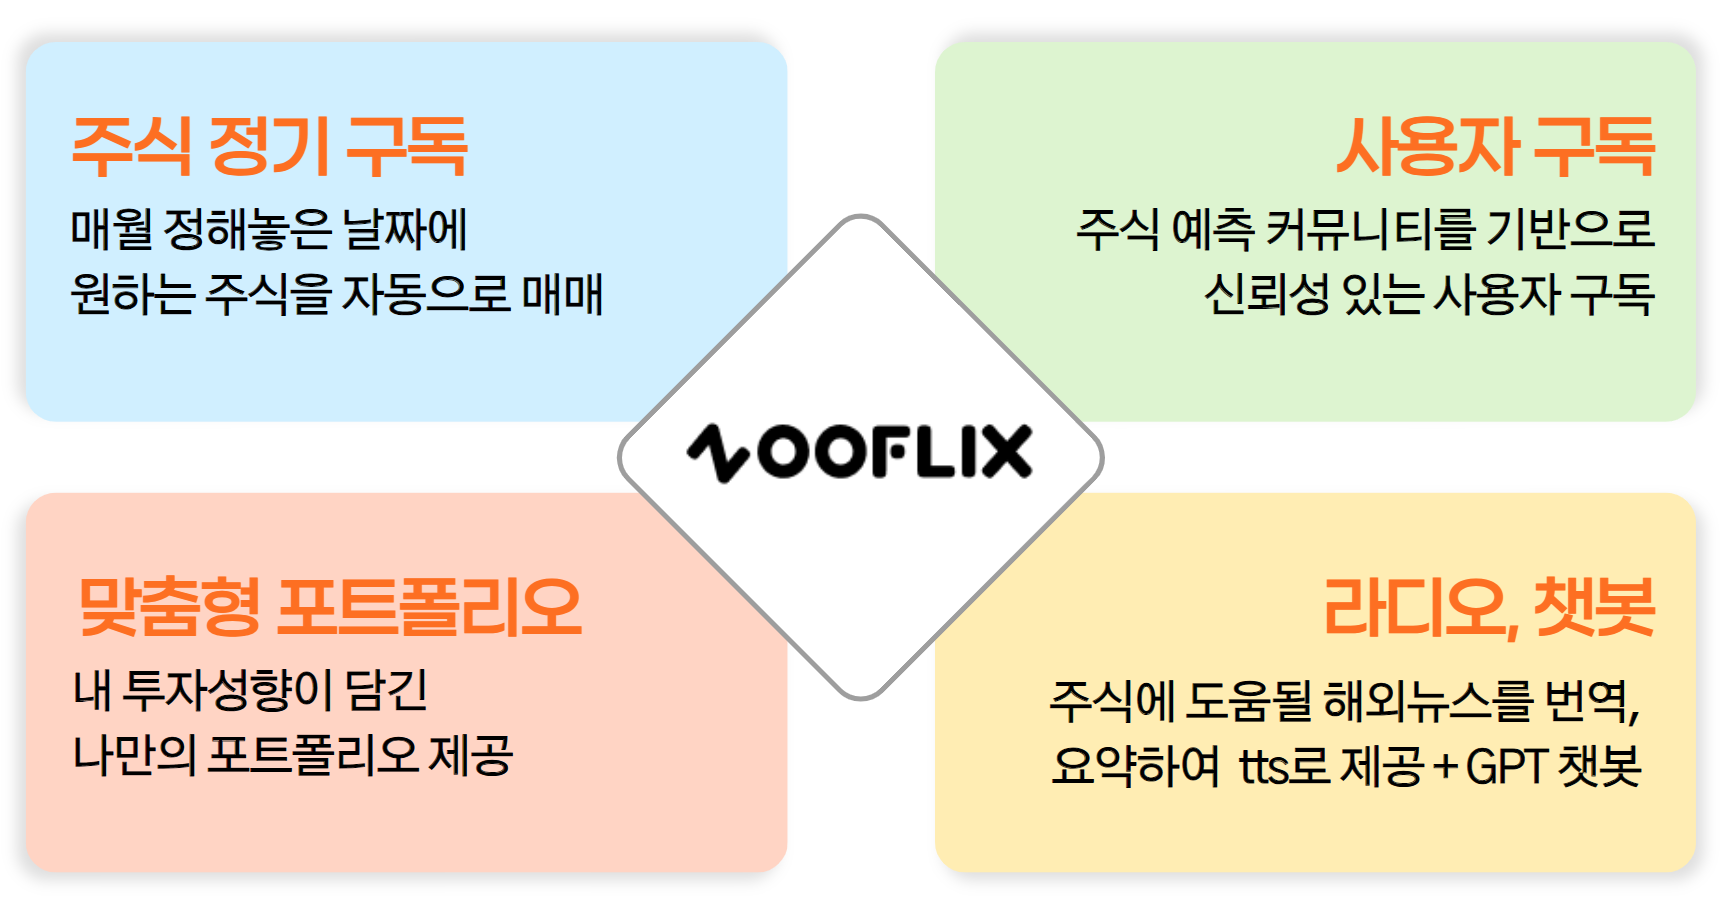 주식 정기 구독
매월 정해놓은 날짜에
원하는 주식을 자동으로 매매
사용자 구독
주식 예측 커뮤니티를 기반으로
신뢰성 있는 사용자 구독
ZOOFLIX
맞춤형 포트폴리오
내 투자성향이 담긴
나만의 포트폴리오 제공
라디오, 챗봇
주식에 도움될 해외뉴스를 번역,
요약하여 tts로 제공 + GPT 챗봇